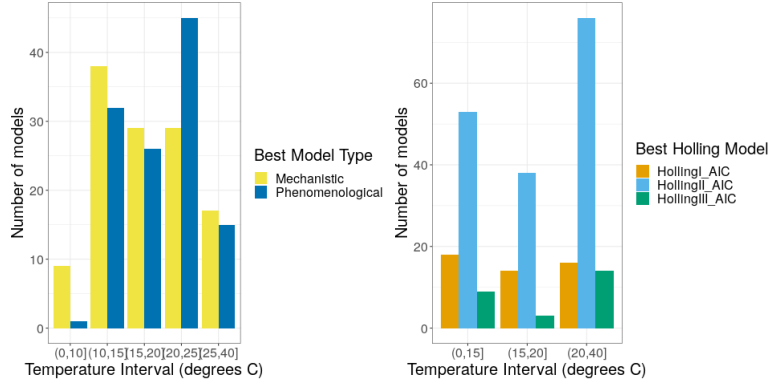 Number of models
40
30
20
10
0
(0,10]
(10,15]
(15,20]
(20,25]
(25,40]
Temperature Interval (degrees C)
Best Model Type
Mechanistic
Phenomenological
Number of models
60
40
20
0
(0,15]
(15,20]
(20,40]
Temperature Interval (degrees C)
Best Holling Model
HollingI_AIC
HollingII_AIC
HollingIII_AIC